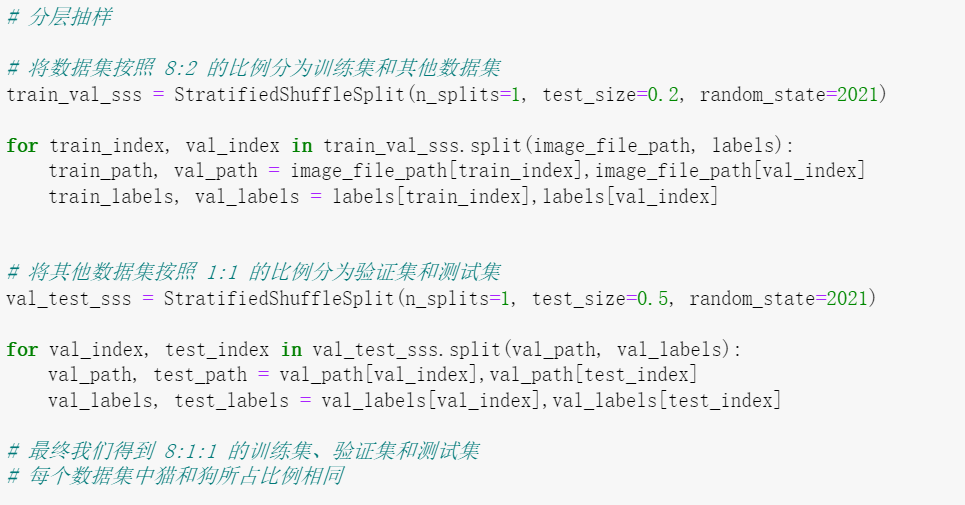 # 分层抽样
# 将数据集按照 8:2 的比例分为训练集和其他数据集
train_val_sss = StratifiedShuffleSplit(n_splits=1, test_size=0.2, random_state=2021)
for train_index, val_index in train_val_sss.split(image_file_path, labels):
    train_path, val_path = image_file_path[train_index],image_file_path[val_index]
    train_labels, val_labels = labels[train_index],labels[val_index]
# 将其他数据集按照 1:1 的比例分为验证集和测试集
val_test_sss = StratifiedShuffleSplit(n_splits=1, test_size=0.5, random_state=2021)
for val_index, test_index in val_test_sss.split(val_path, val_labels):
    val_path, test_path = val_path[val_index],val_path[test_index]
    val_labels, test_labels = val_labels[val_index],val_labels[test_index]
# 最终我们得到 8:1:1 的训练集、验证集和测试集
# 每个数据集中猫和狗所占比例相同